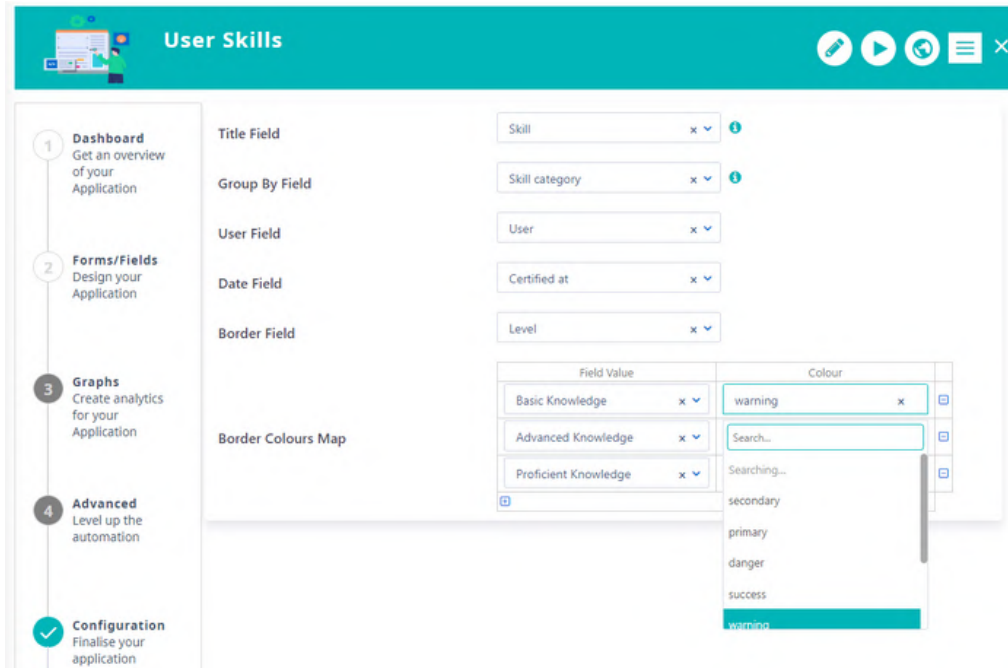 User Skills
1
Dashboard
Get an overview
of your
Application
2
Forms/Fields
Design your
Application
3
Graphs
Create analytics
for your
Application
4
Advanced
Level up the
automation
Configuration
Finalise your
application
Title Field
Skill
Group By Field
Skill category
User Field
User
Date Field
Certified at
Border Field
Level
Border Colours Map
Field Value
Colour
Basic Knowledge
warning
Advanced Knowledge
Search...
Proficient Knowledge
Searching...
secondary
primary
danger
success
warning